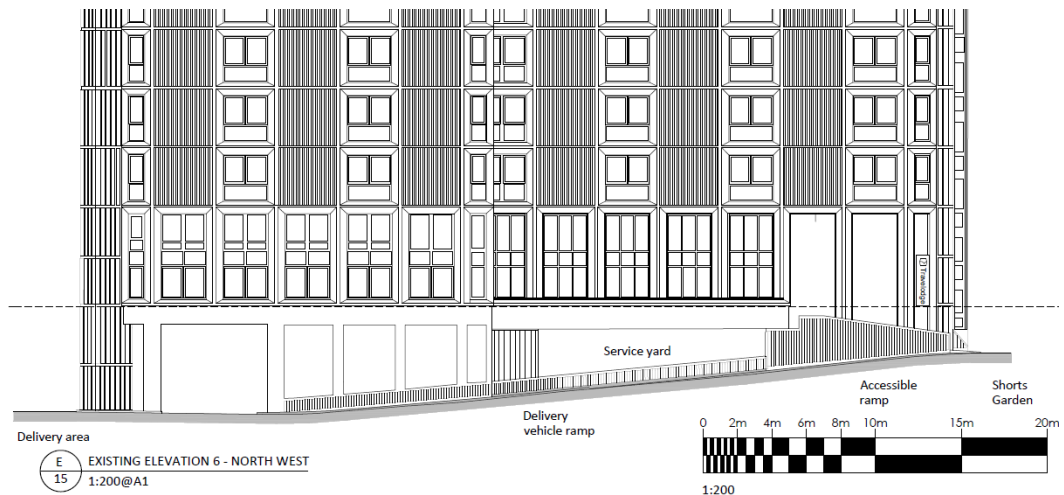 Travelodge
Service yard
Accessible
ramp
Shorts
Garden
Delivery
vehicle ramp
Delivery area
0 2m 4m 6m 8m 10m 15m 20m
1:200
E
15
EXISTING ELEVATION 6 - NORTH WEST
1:200@A1